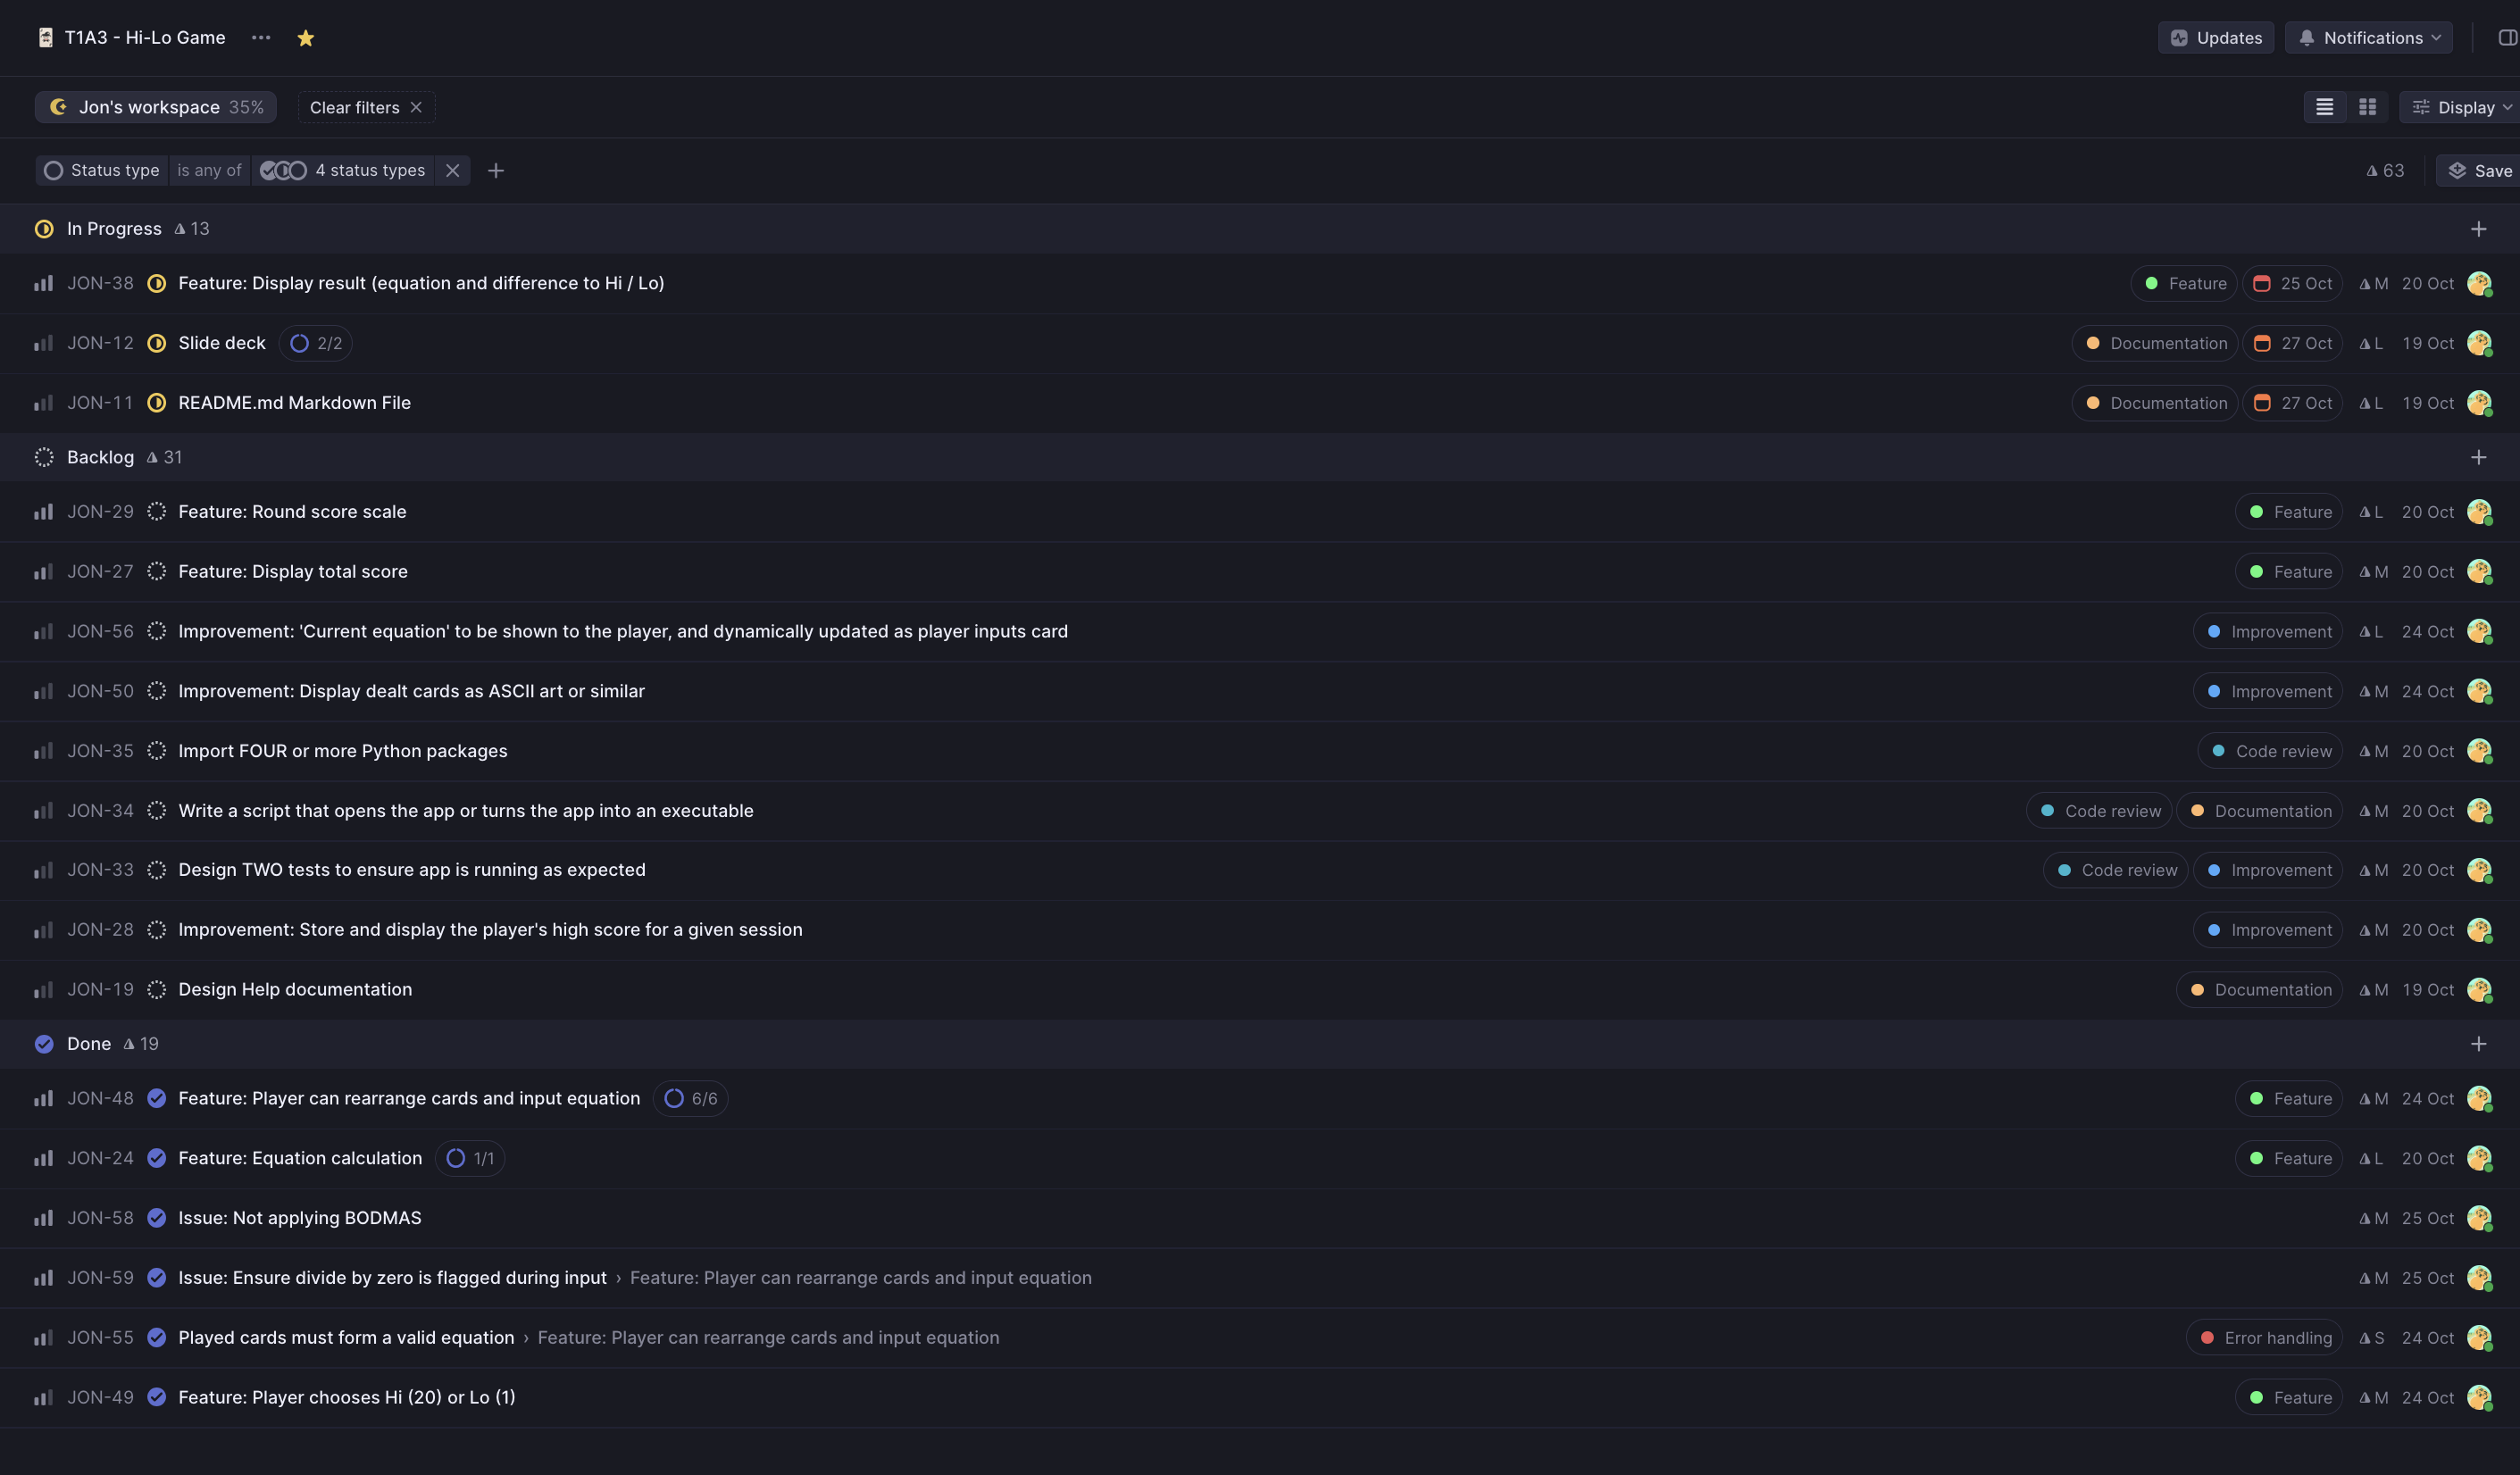 T1A3 - Hi-Lo Game
Updates
Notifications
Jon's workspace 35%
Clear filters
Display
Status type is any of 4 status types
63
Save
In Progress 13
JON-38 Feature: Display result (equation and difference to Hi / Lo) Feature 25 Oct M 20 Oct
JON-12 Slide deck 2/2 Documentation 27 Oct L 19 Oct
JON-11 README.md Markdown File Documentation 27 Oct L 19 Oct
Backlog 31
JON-29 Feature: Round score scale Feature L 20 Oct
JON-27 Feature: Display total score Feature M 20 Oct
JON-56 Improvement: 'Current equation' to be shown to the player, and dynamically updated as player inputs card Improvement L 24 Oct
JON-50 Improvement: Display dealt cards as ASCII art or similar Improvement M 24 Oct
JON-35 Import FOUR or more Python packages Code review M 20 Oct
JON-34 Write a script that opens the app or turns the app into an executable Code review Documentation M 20 Oct
JON-33 Design TWO tests to ensure app is running as expected Code review Improvement M 20 Oct
JON-28 Improvement: Store and display the player's high score for a given session Improvement M 20 Oct
JON-19 Design Help documentation Documentation M 19 Oct
Done 19
JON-48 Feature: Player can rearrange cards and input equation 6/6 Feature M 24 Oct
JON-24 Feature: Equation calculation 1/1 Feature L 20 Oct
JON-58 Issue: Not applying BODMAS M 25 Oct
JON-59 Issue: Ensure divide by zero is flagged during input › Feature: Player can rearrange cards and input equation M 25 Oct
JON-55 Played cards must form a valid equation › Feature: Player can rearrange cards and input equation Error handling S 24 Oct
JON-49 Feature: Player chooses Hi (20) or Lo (1) Feature M 24 Oct